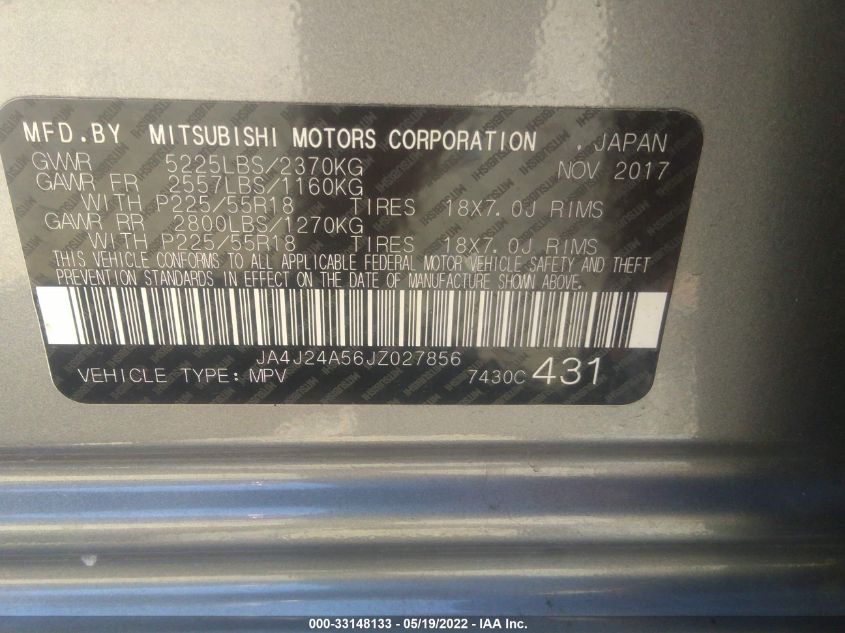 MFD.BY MITSUBISHI MOTORS CORPORATION . JAPAN
GVWR 5225LBS/2370KG NOV 2017
GAWR FR 2557LBS/1160KG
WITH P225/55R18 TIRES 18X7.0J RIMS
GAWR RR 2800LBS/1270KG
WITH P225/55R18 TIRES 18X7.0J RIMS
THIS VEHICLE CONFORMS TO ALL APPLICABLE FEDERAL MOTOR VEHICLE SAFETY AND THEFT
PREVENTION STANDARDS IN EFFECT ON THE DATE OF MANUFACTURE SHOWN ABOVE.
JA4J24A56JZ027856
VEHICLE TYPE: MPV 7430C 431
000-33148133 - 05/19/2022 - IAA Inc.